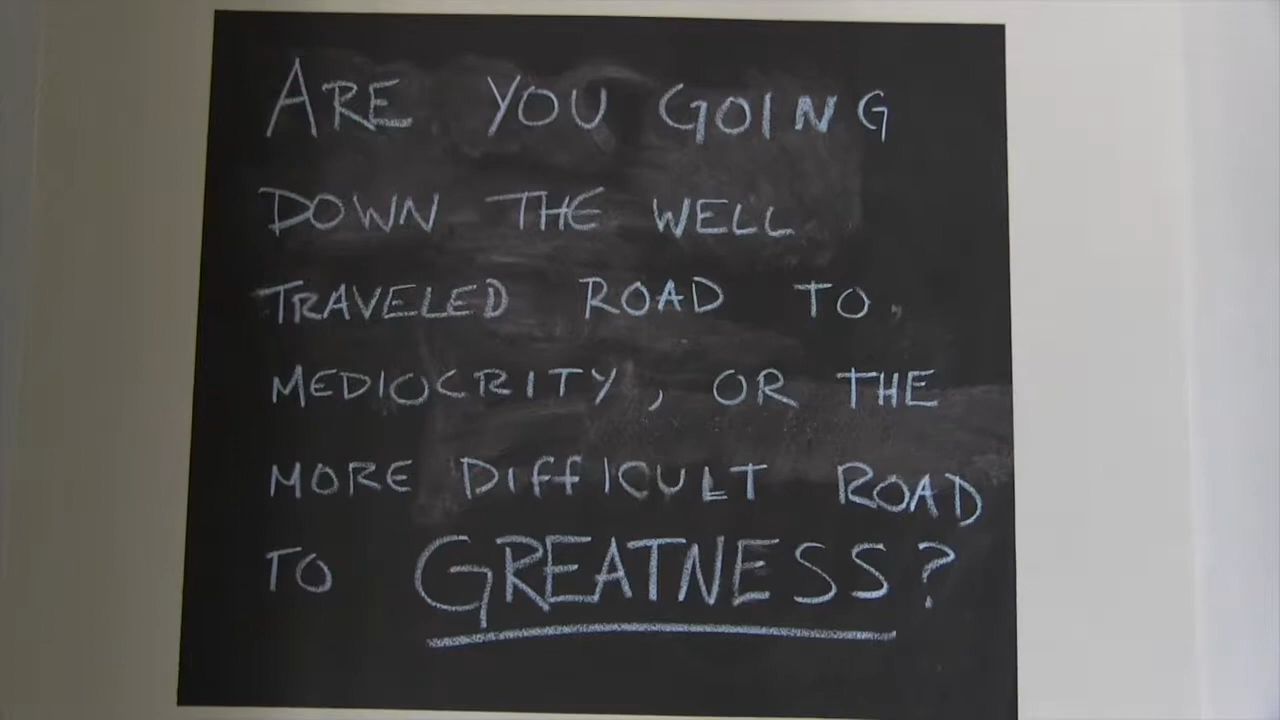 ARE YOU GOING
DOWN THE WELL
TRAVELED ROAD TO
MEDIOCRITY, OR THE
MORE DIffICULT ROAD
TO GREATNESS?